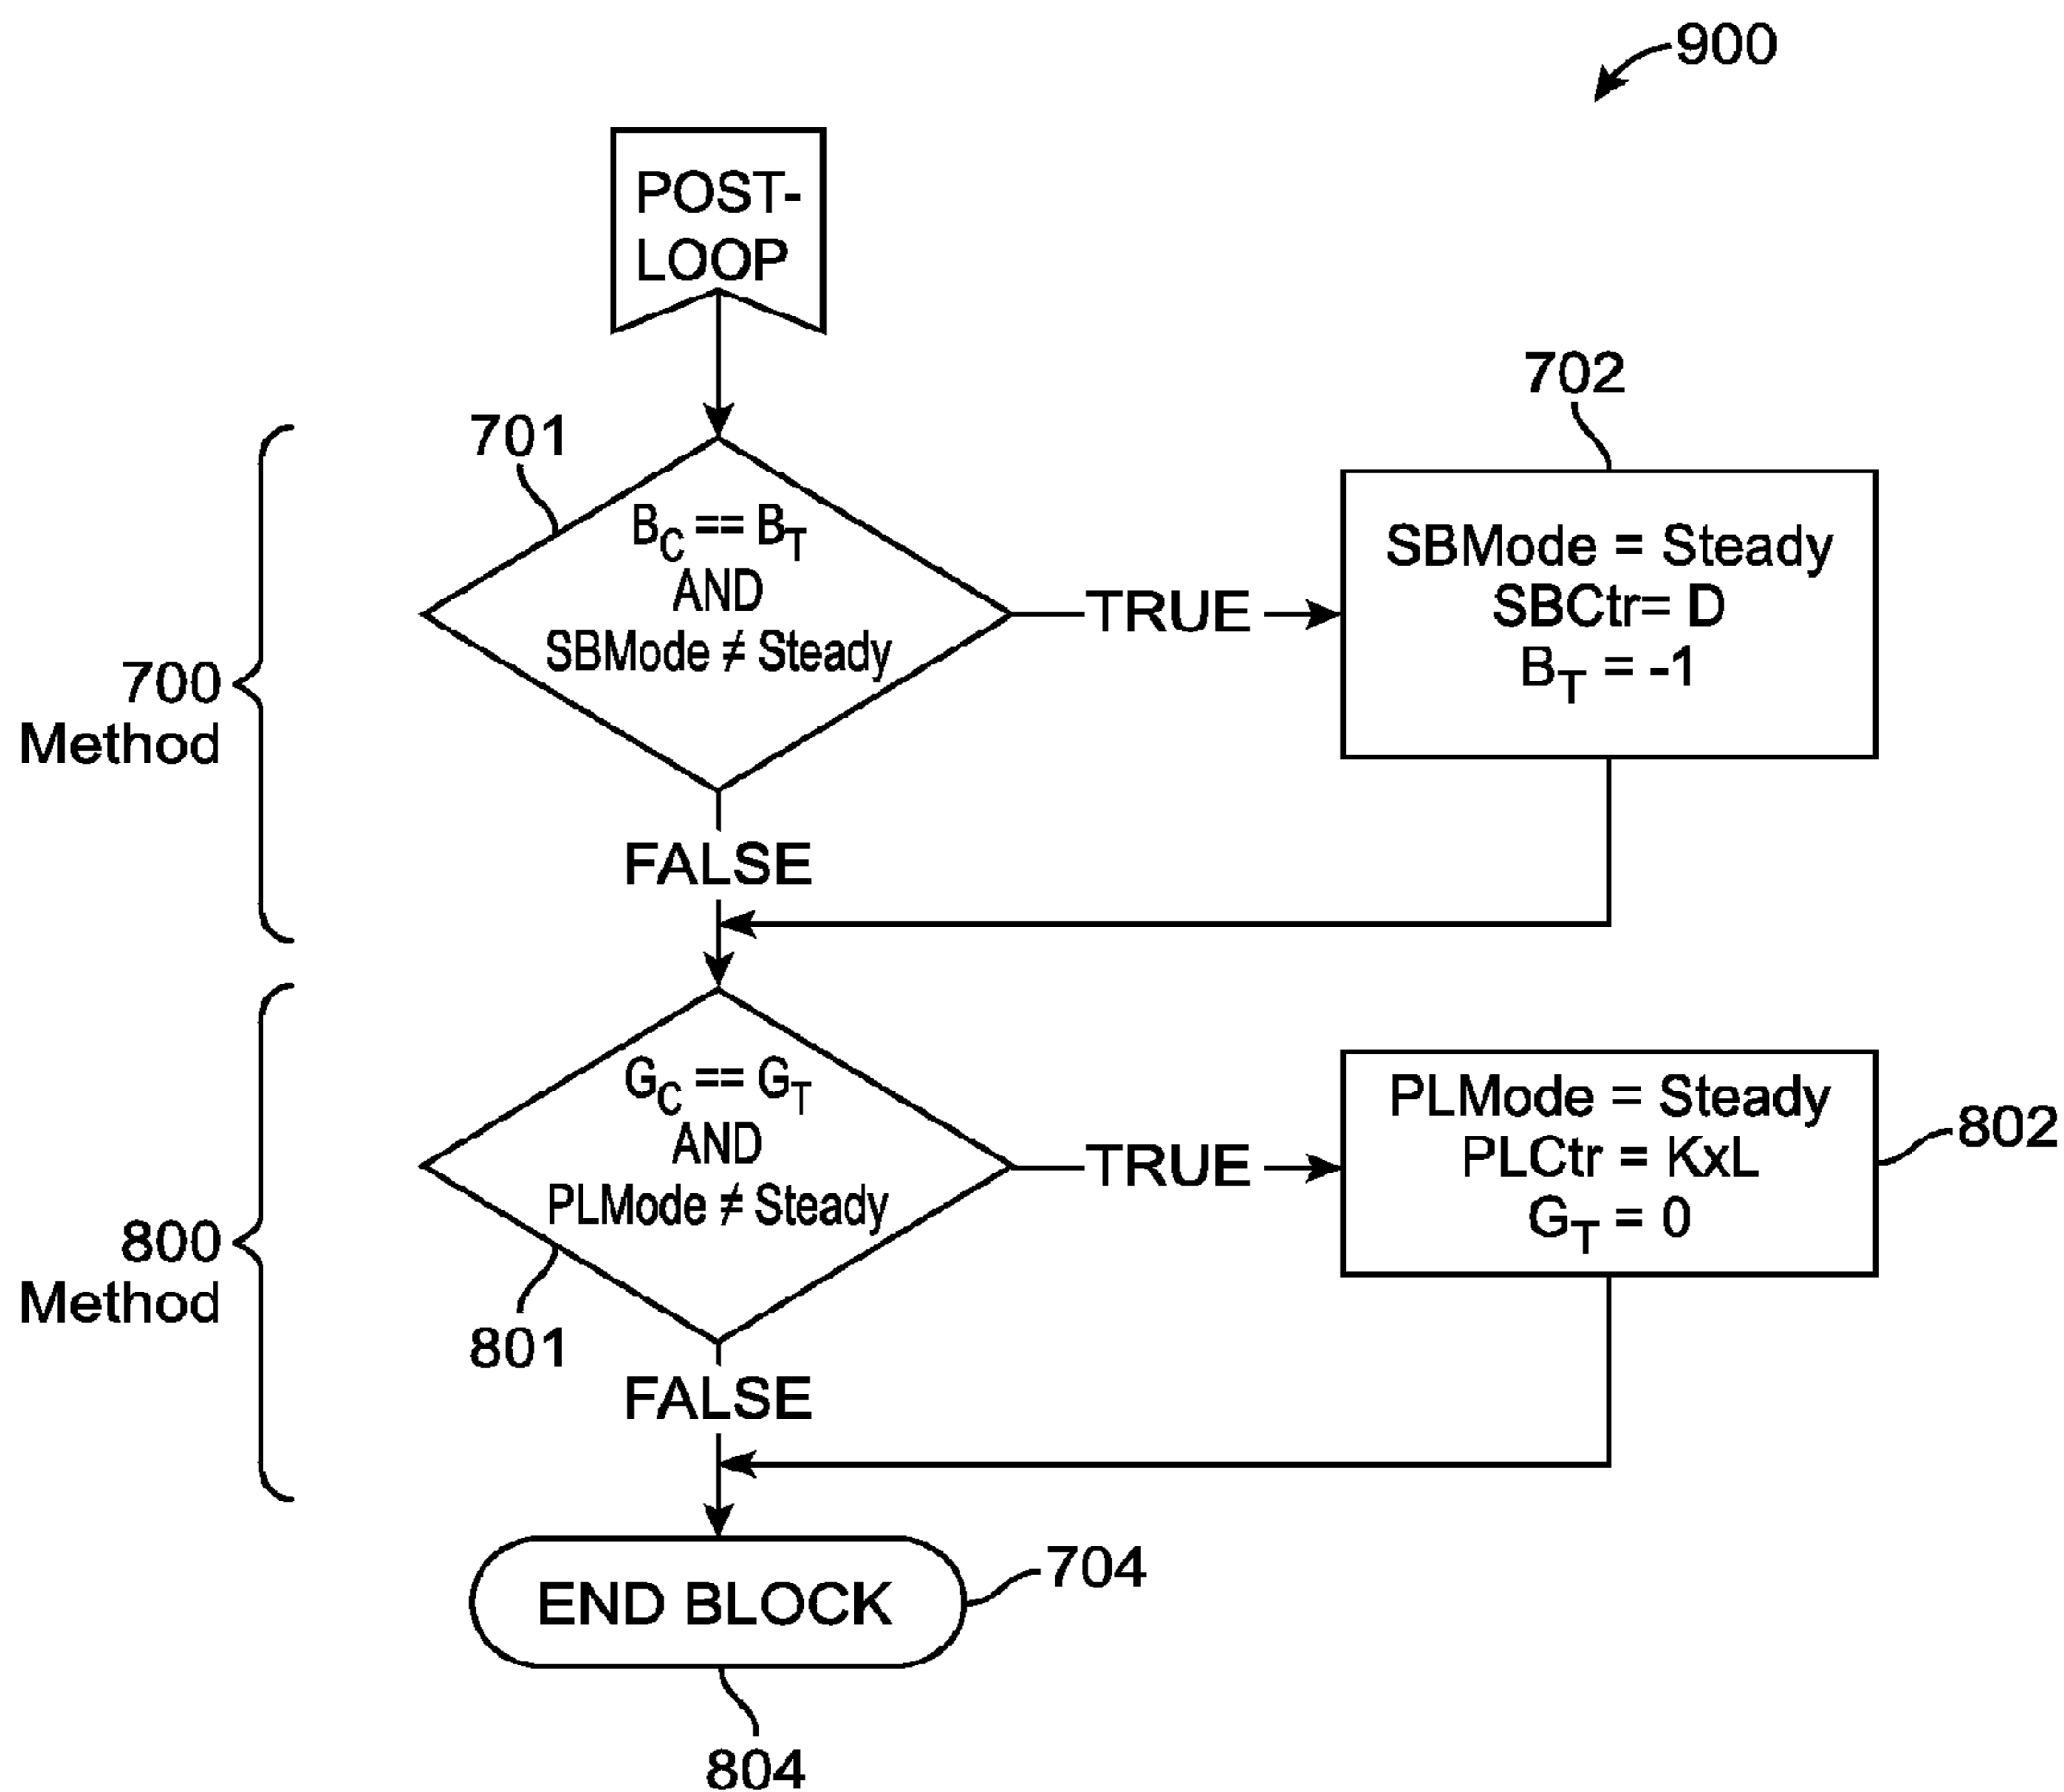 900
POST-
LOOP
701
B_C == B_T
AND
SBMode ≠ Steady
TRUE
702
SBMode = Steady
SBCtr= D
B_T = -1
700
Method
FALSE
G_C == G_T
AND
PLMode ≠ Steady
801
TRUE
PLMode = Steady
PLCtr = KxL
G_T = 0
802
800
Method
FALSE
END BLOCK
704
804